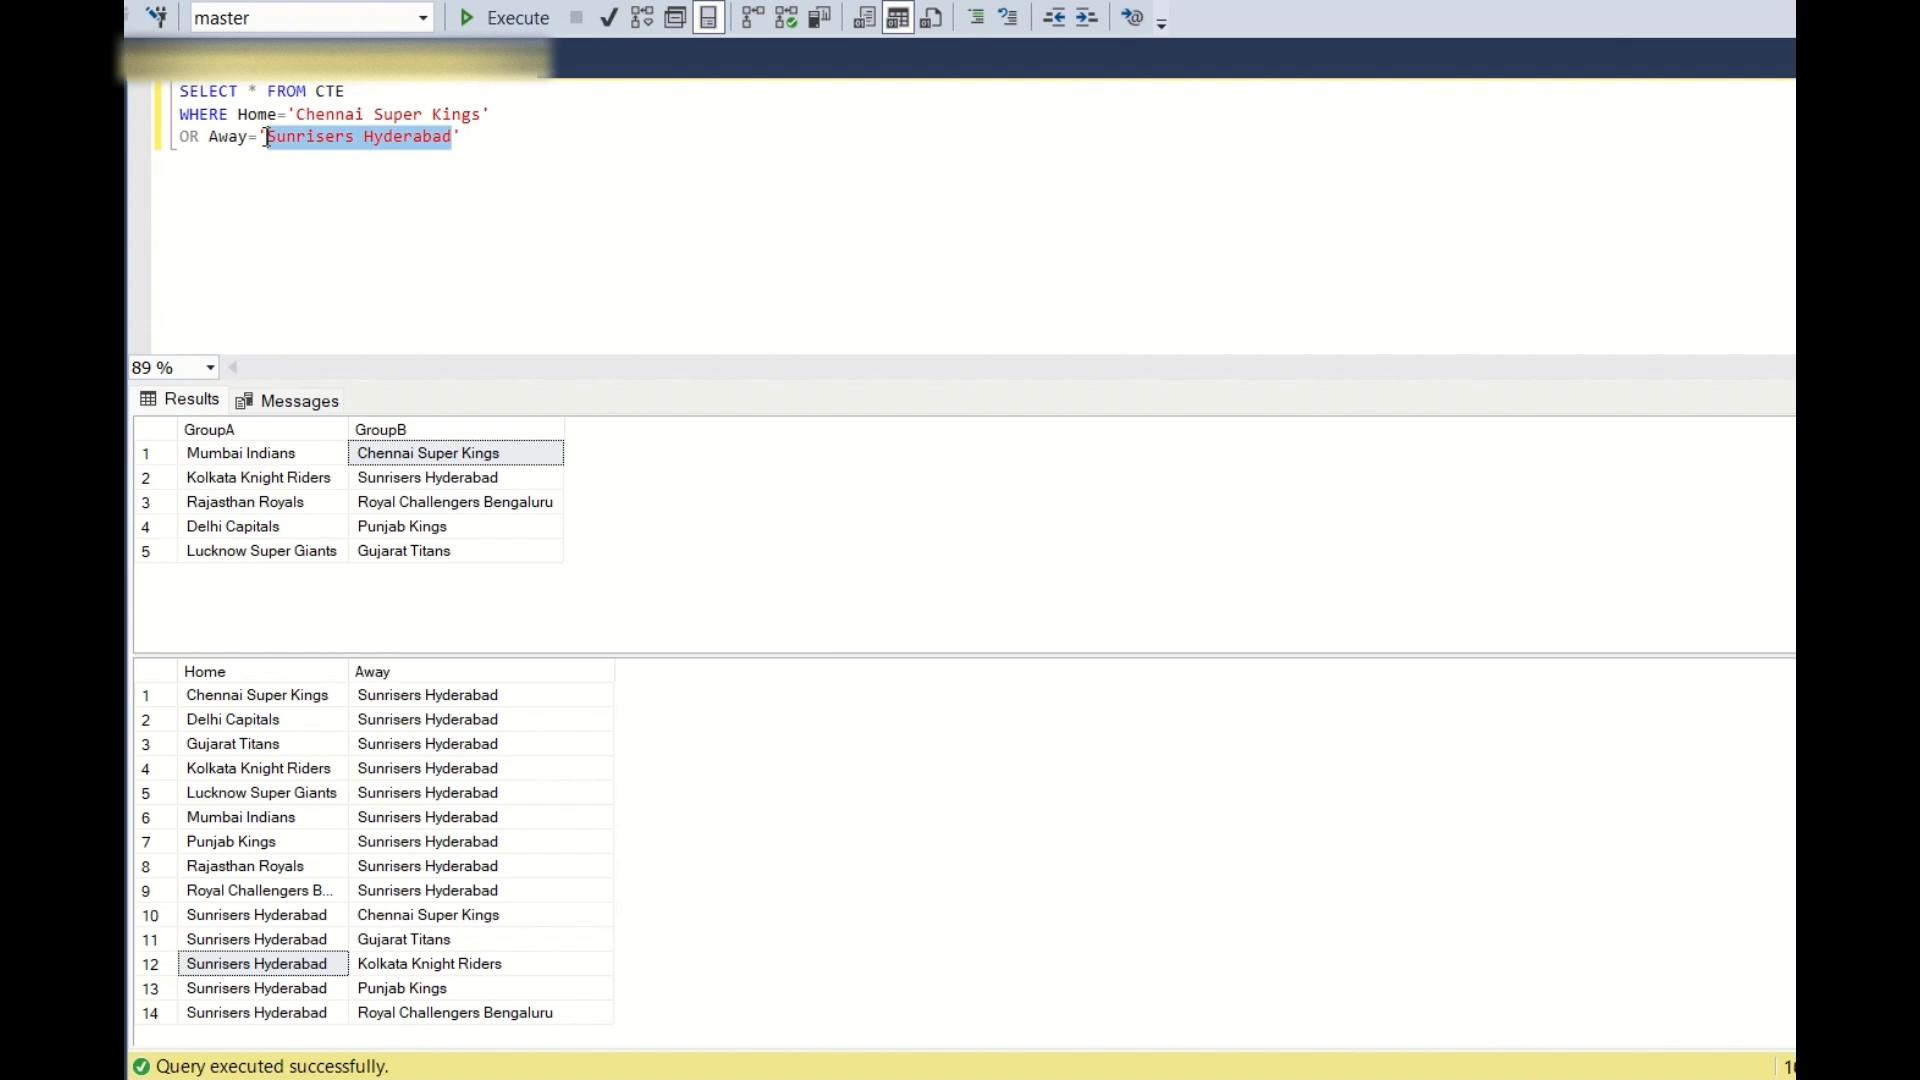 master Execute
SELECT * FROM CTE
WHERE Home='Chennai Super Kings'
OR Away='Sunrisers Hyderabad'
89 %
Results Messages
GroupA GroupB
1 Mumbai Indians Chennai Super Kings
2 Kolkata Knight Riders Sunrisers Hyderabad
3 Rajasthan Royals Royal Challengers Bengaluru
4 Delhi Capitals Punjab Kings
5 Lucknow Super Giants Gujarat Titans
Home Away
1 Chennai Super Kings Sunrisers Hyderabad
2 Delhi Capitals Sunrisers Hyderabad
3 Gujarat Titans Sunrisers Hyderabad
4 Kolkata Knight Riders Sunrisers Hyderabad
5 Lucknow Super Giants Sunrisers Hyderabad
6 Mumbai Indians Sunrisers Hyderabad
7 Punjab Kings Sunrisers Hyderabad
8 Rajasthan Royals Sunrisers Hyderabad
9 Royal Challengers B... Sunrisers Hyderabad
10 Sunrisers Hyderabad Chennai Super Kings
11 Sunrisers Hyderabad Gujarat Titans
12 Sunrisers Hyderabad Kolkata Knight Riders
13 Sunrisers Hyderabad Punjab Kings
14 Sunrisers Hyderabad Royal Challengers Bengaluru
Query executed successfully.